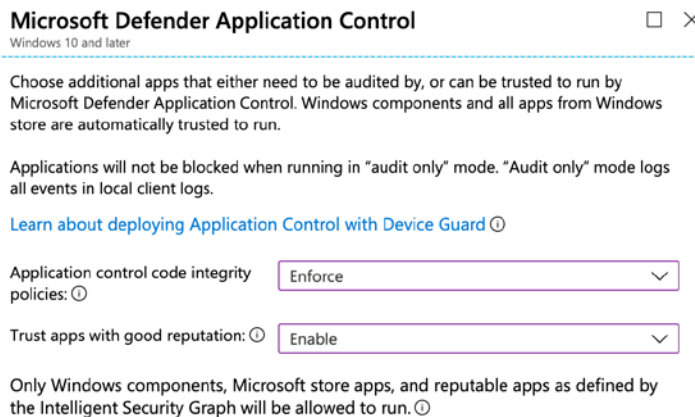 Microsoft Defender Application Control
Windows 10 and later
Choose additional apps that either need to be audited by, or can be trusted to run by
Microsoft Defender Application Control. Windows components and all apps from Windows
store are automatically trusted to run.
Applications will not be blocked when running in “audit only” mode. “Audit only” mode logs
all events in local client logs.
Learn about deploying Application Control with Device Guard
Application control code integrity
policies:
Enforce
Trust apps with good reputation:
Enable
Only Windows components, Microsoft store apps, and reputable apps as defined by
the Intelligent Security Graph will be allowed to run.